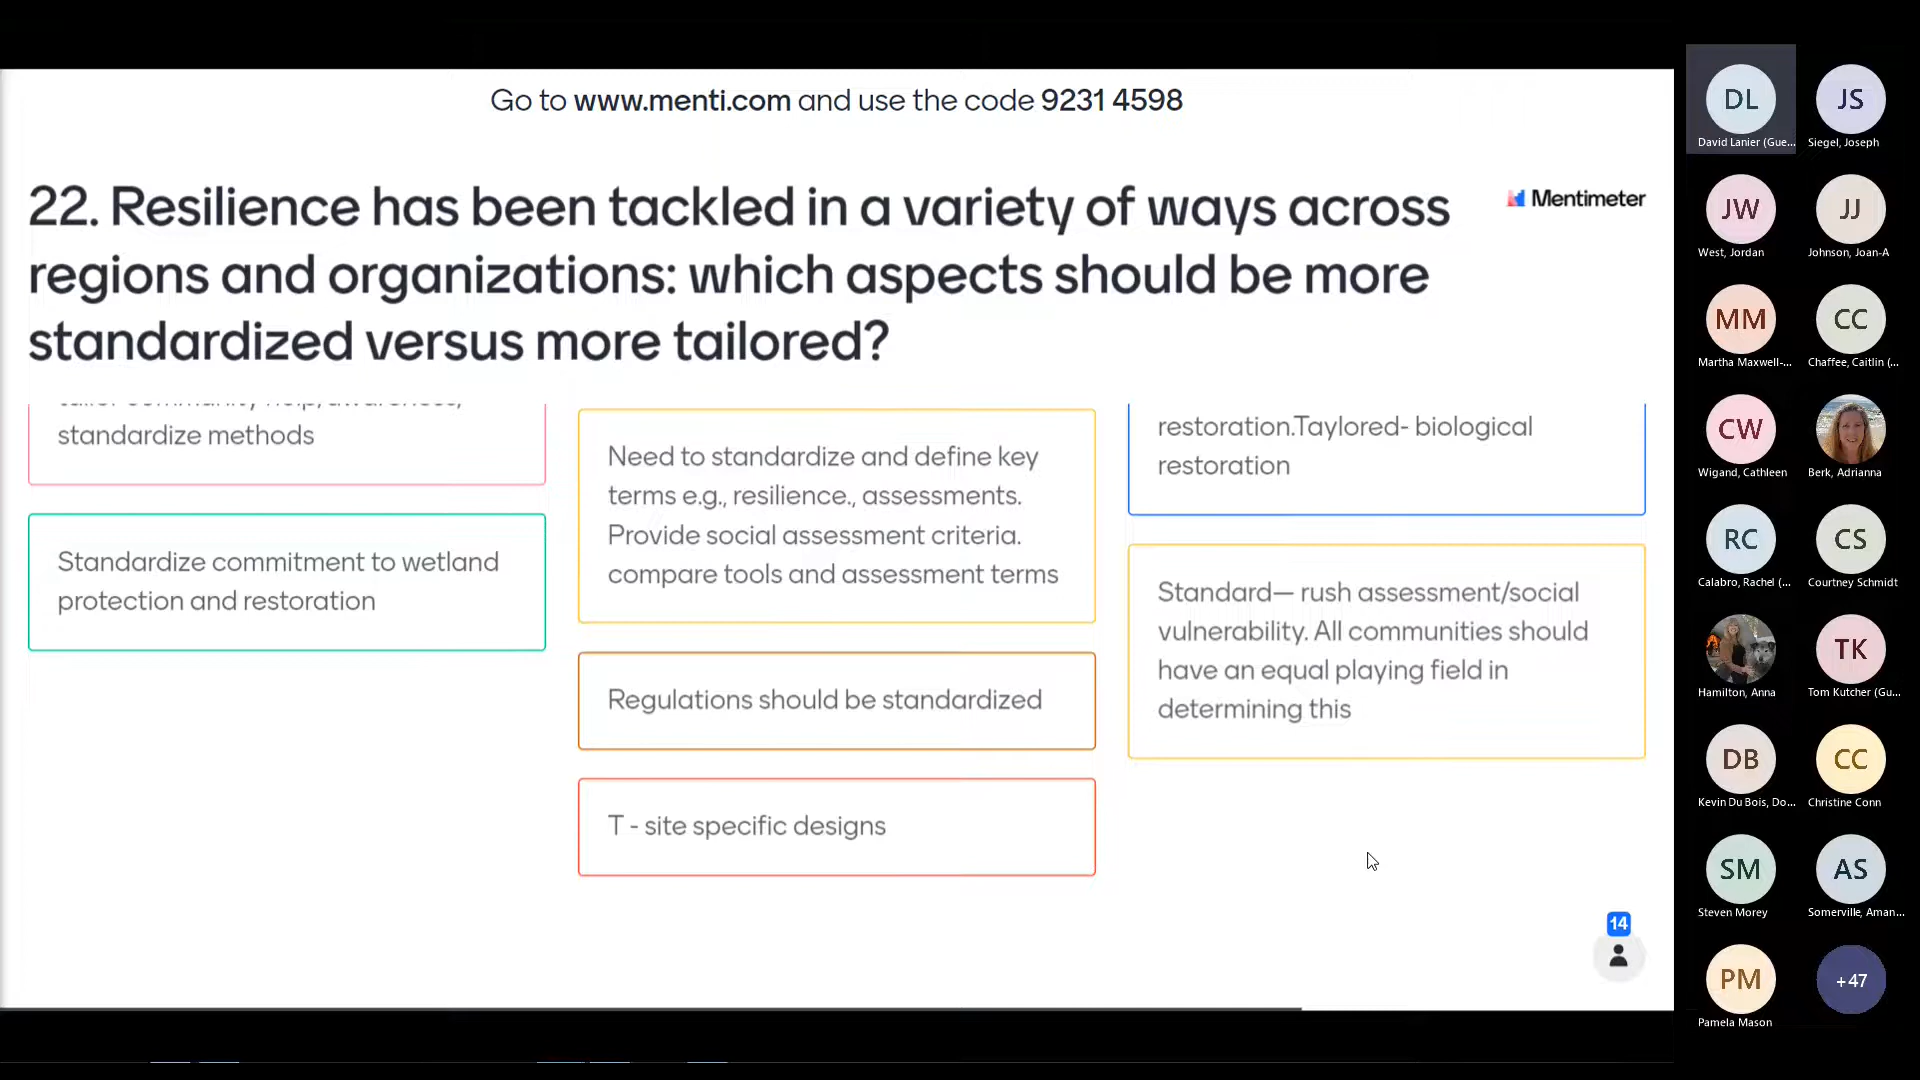 Go to www.menti.com and use the code 9231 4598
22. Resilience has been tackled in a variety of ways across
regions and organizations: which aspects should be more
standardized versus more tailored?
Mentimeter
standardize methods
Standardize commitment to wetland
protection and restoration
Need to standardize and define key
terms e.g., resilience., assessments.
Provide social assessment criteria.
compare tools and assessment terms
Regulations should be standardized
T - site specific designs
restoration.Taylored- biological
restoration
Standard— rush assessment/social
vulnerability. All communities should
have an equal playing field in
determining this
14
DL
David Lanier (Gue...
JS
Siegel, Joseph
JW
West, Jordan
JJ
Johnson, Joan-A
MM
Martha Maxwell-...
CC
Chaffee, Caitlin (...
CW
Wigand, Cathleen
Berk, Adrianna
RC
Calabro, Rachel (...
CS
Courtney Schmidt
Hamilton, Anna
TK
Tom Kutcher (Gu...
DB
Kevin Du Bois, Do...
CC
Christine Conn
SM
Steven Morey
AS
Somerville, Aman...
PM
Pamela Mason
+47